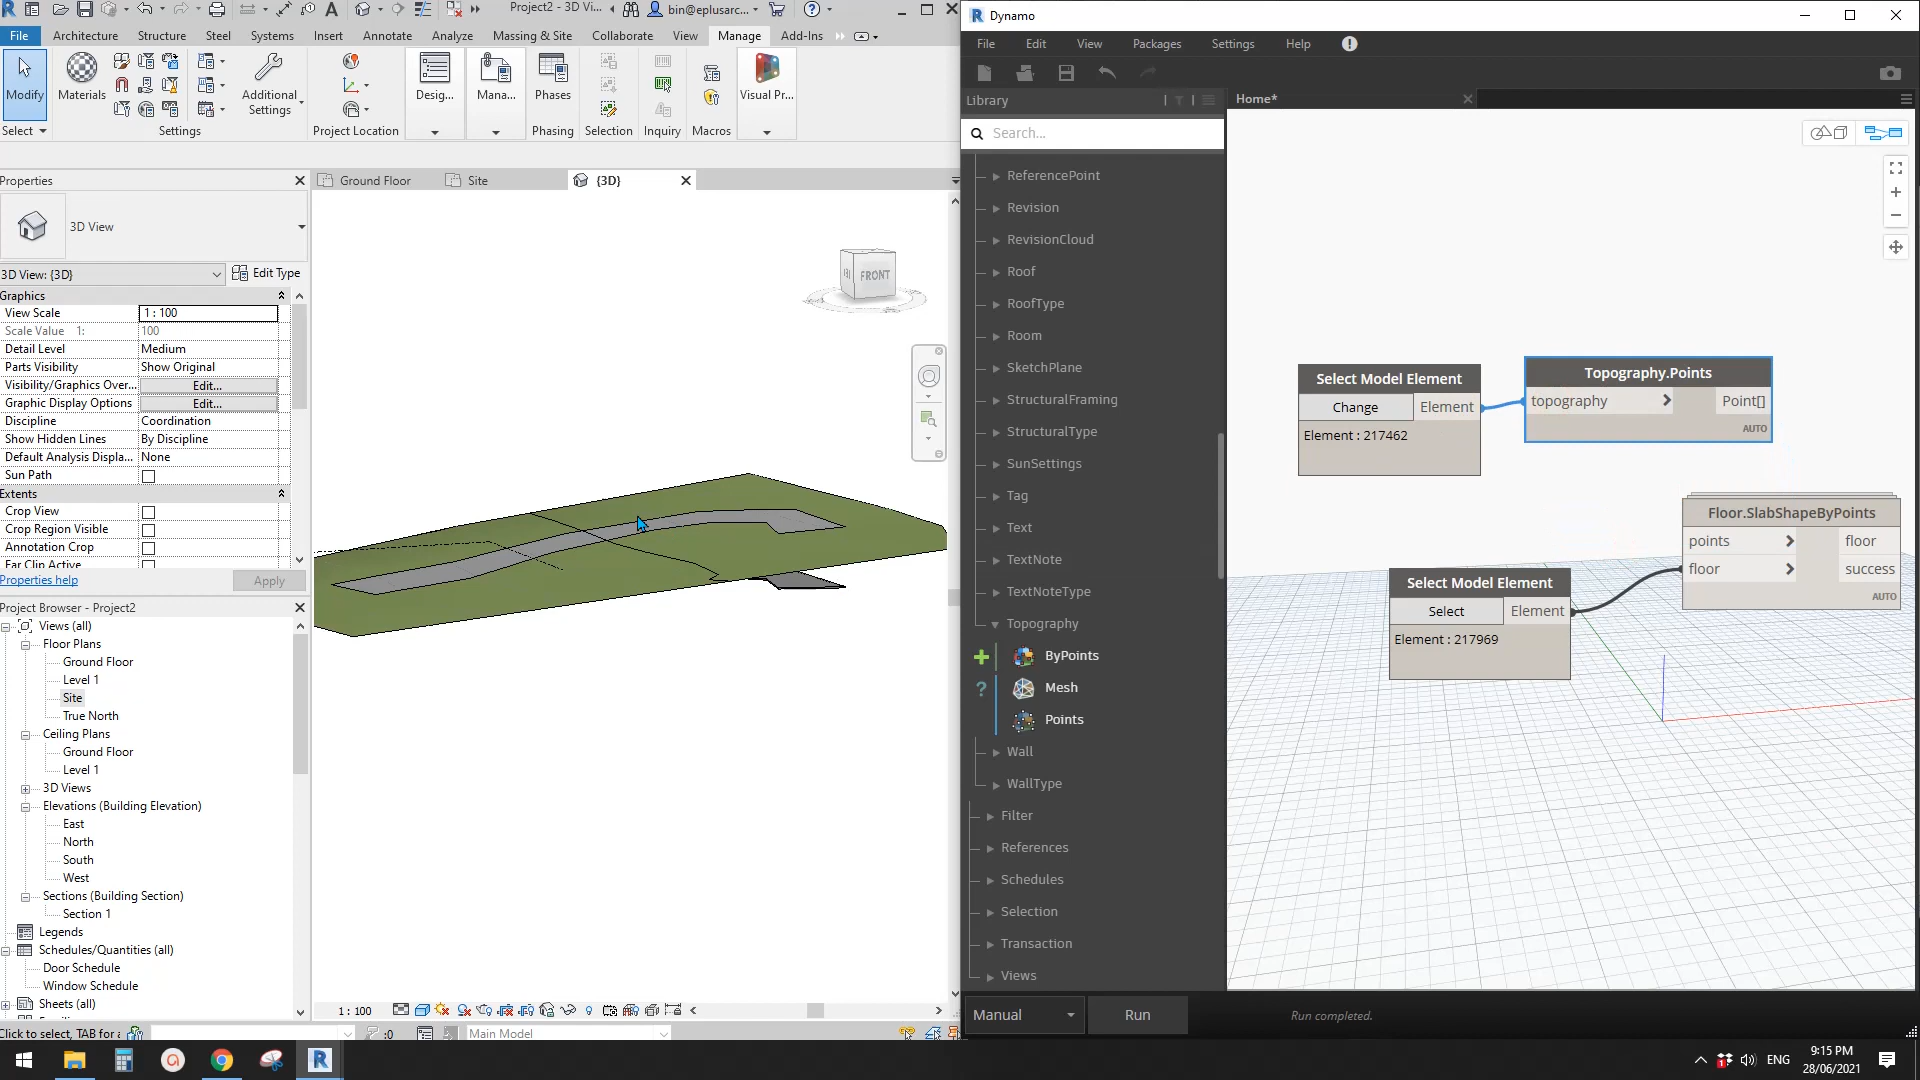 Project2 - 3D Vi...
bin@eplusarc...
File
Architecture
Structure
Steel
Systems
Insert
Annotate
Analyze
Massing & Site
Collaborate
View
Manage
Add-Ins
Modify
Materials
Additional
Settings
Desig...
Mana...
Phases
Visual Pr...
Select
Settings
Project Location
Phasing
Selection
Inquiry
Macros
Properties
Ground Floor
Site
{3D}
3D View
3D View: {3D}
Edit Type
Graphics
View Scale
1 : 100
Scale Value 1:
100
Detail Level
Medium
Parts Visibility
Show Original
Visibility/Graphics Over...
Edit...
Graphic Display Options
Edit...
Discipline
Coordination
Show Hidden Lines
By Discipline
Default Analysis Displa...
None
Sun Path
Extents
Crop View
Crop Region Visible
Annotation Crop
Far Clip Active
Properties help
Apply
Project Browser - Project2
Views (all)
Floor Plans
Ground Floor
Level 1
Site
True North
Ceiling Plans
Ground Floor
Level 1
3D Views
Elevations (Building Elevation)
East
North
South
West
Sections (Building Section)
Section 1
Legends
Schedules/Quantities (all)
Door Schedule
Window Schedule
Sheets (all)
FRONT
1 : 100
Click to select, TAB for a
:0
Main Model
Dynamo
File
Edit
View
Packages
Settings
Help
Library
Home*
Search...
ReferencePoint
Revision
RevisionCloud
Roof
RoofType
Room
SketchPlane
StructuralFraming
StructuralType
SunSettings
Tag
Text
TextNote
TextNoteType
Topography
ByPoints
Mesh
Points
Wall
WallType
Filter
References
Schedules
Selection
Transaction
Views
Select Model Element
Change
Element
Element : 217462
Topography.Points
topography
Point[]
AUTO
Floor.SlabShapeByPoints
points
floor
floor
success
AUTO
Select Model Element
Select
Element
Element : 217969
Manual
Run
Run completed.
ENG
9:15 PM
28/06/2021